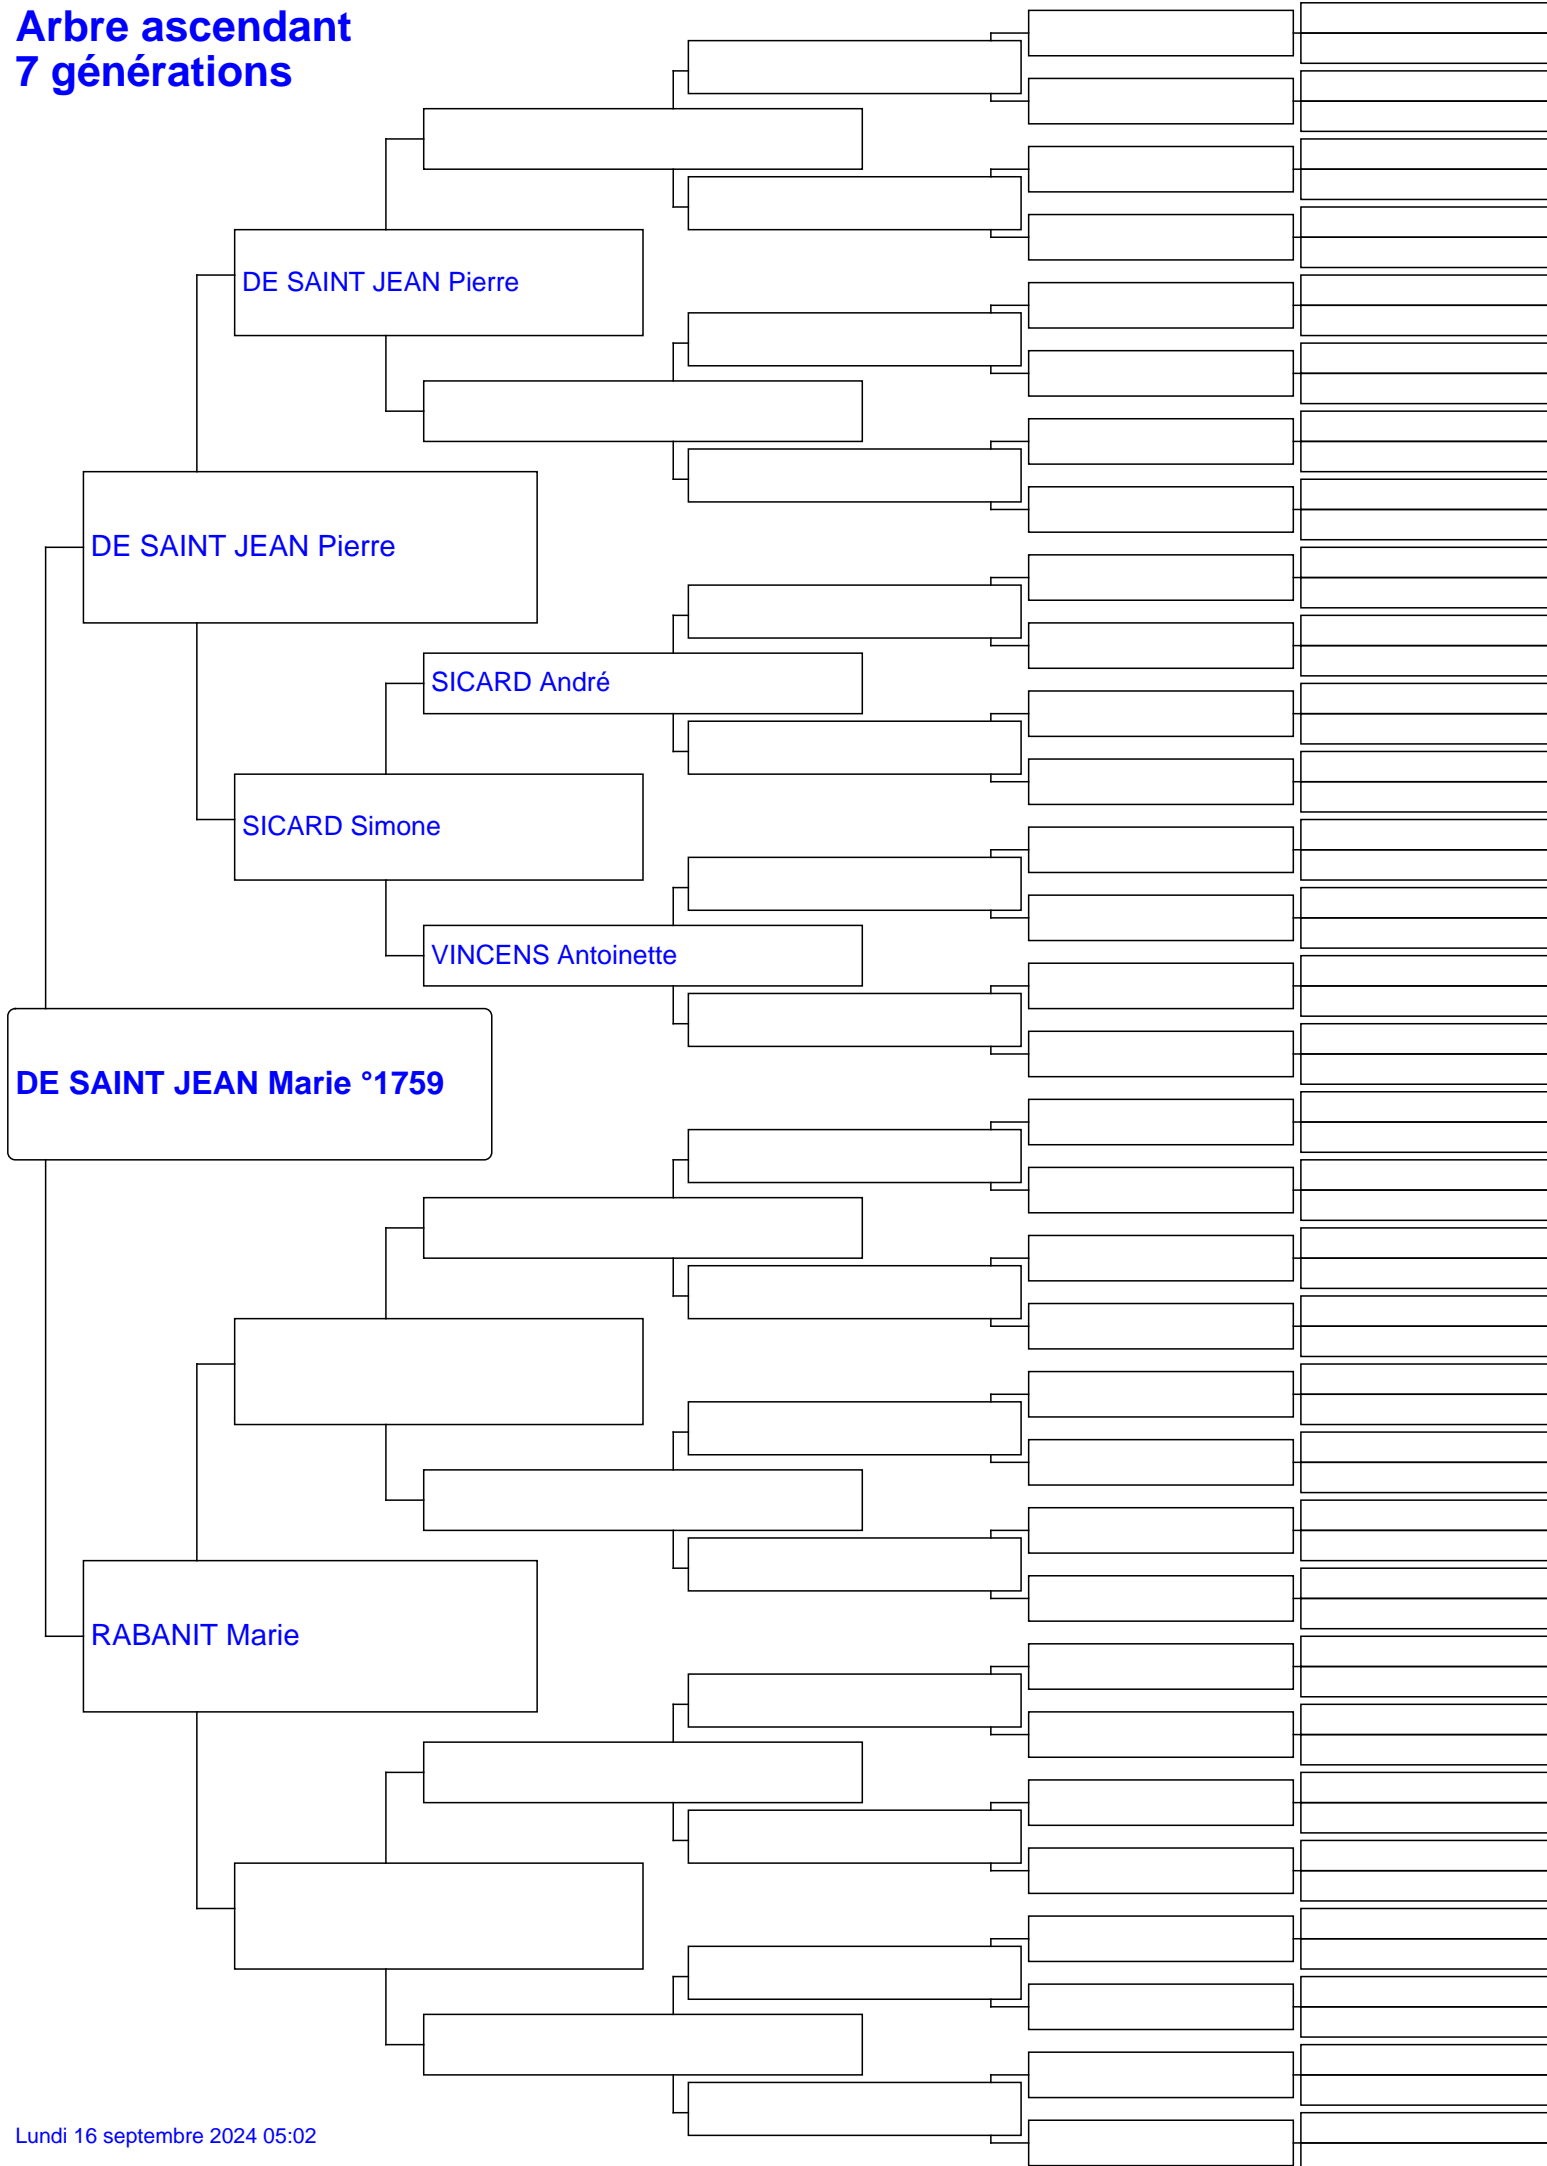 Arbre ascendant
7 générations
DE SAINT JEAN Pierre
DE SAINT JEAN Pierre
SICARD André
SICARD Simone
VINCENS Antoinette
DE SAINT JEAN Marie °1759
RABANIT Marie
Lundi 16 septembre 2024 05:02